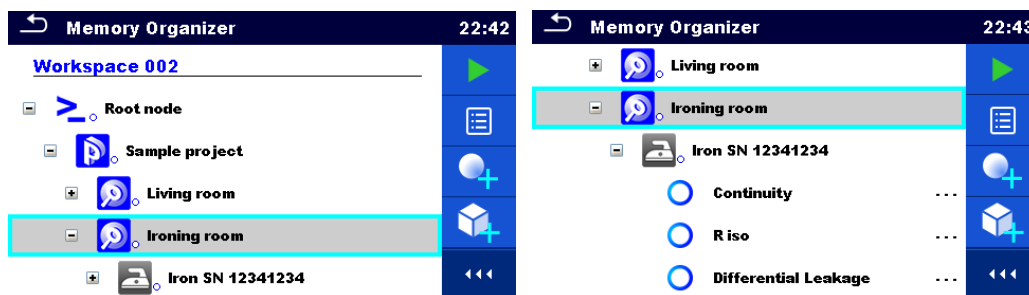 Memory Organizer 22:42
Workspace 002
Root node
Sample project
Living room
Ironing room
Iron SN 12341234
Memory Organizer 22:43
Living room
Ironing room
Iron SN 12341234
Continuity ---
R iso ---
Differential Leakage ---